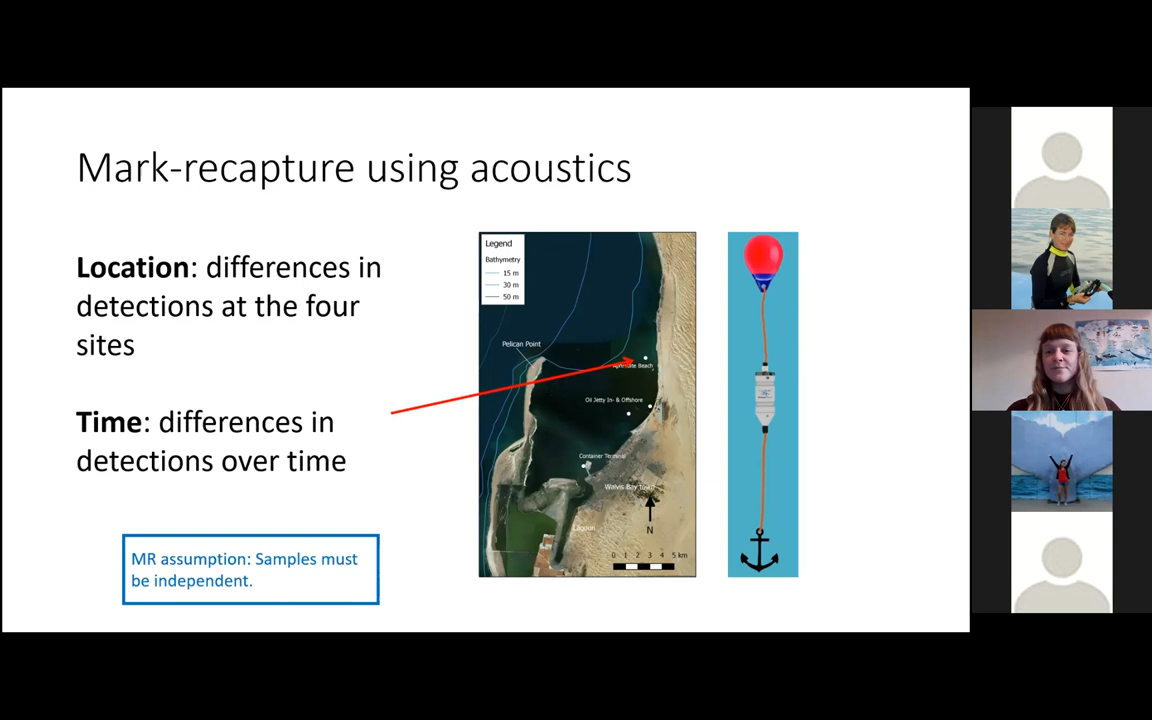 Mark-recapture using acoustics
Location: differences in
detections at the four
sites
Time: differences in
detections over time
MR assumption: Samples must
be independent.
Legend
Bathymetry
15 m
30 m
50 m
Pelican Point
Aphrodite Beach
Oil Jetty In- & Offshore
Container Terminal
Walvis Bay town
Lagoon
N
0 1 2 3 4 5 km